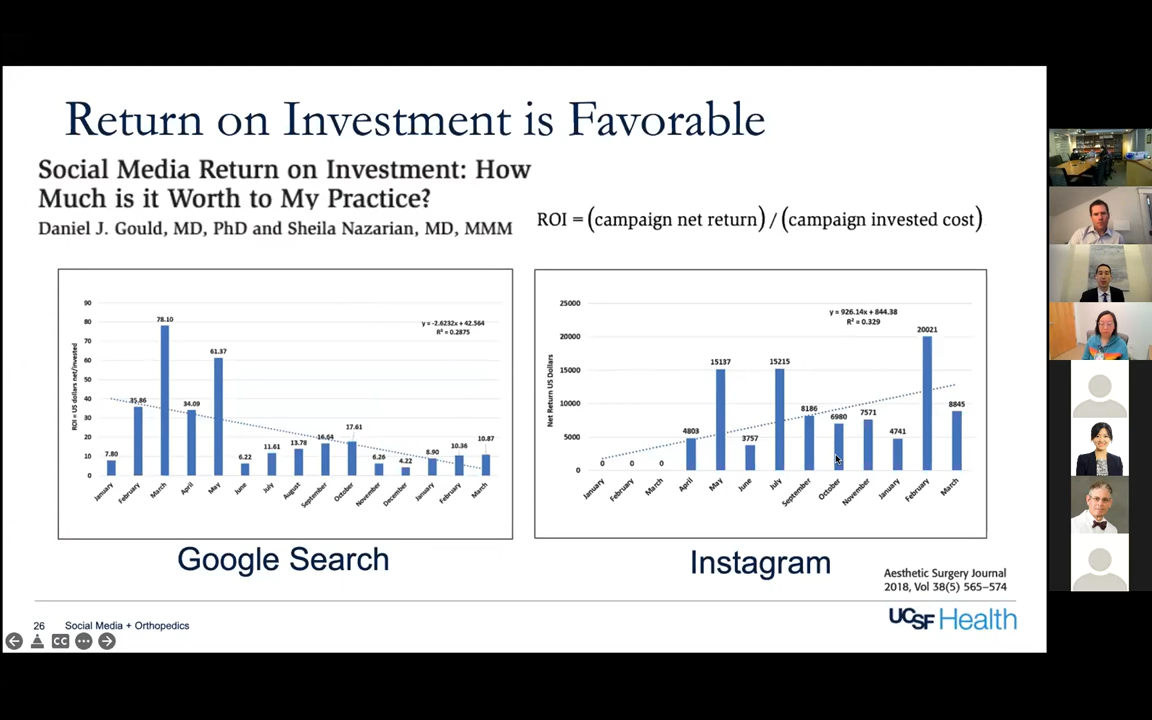 Return on Investment is Favorable
Social Media Return on Investment: How
Much is it Worth to My Practice?
Daniel J. Gould, MD, PhD and Sheila Nazarian, MD, MMM
ROI = (campaign net return) / (campaign invested cost)
ROI = US dollars net/invested
90
80
70
60
50
40
30
20
10
0
y = -2.6232x + 42.564
R² = 0.2875
7.80
35.86
78.10
34.09
61.37
6.22
11.61
13.78
16.64
17.61
6.26
4.22
8.90
10.36
10.87
January
February
March
April
May
June
July
August
September
October
November
December
January
February
March
Google Search
Net Return US Dollars
25000
20000
15000
10000
5000
0
y = 926.14x + 844.38
R² = 0.329
0
0
0
4803
15137
3757
15215
8186
6980
7571
4741
20021
8845
January
February
March
April
May
June
July
September
October
November
January
February
March
Instagram
Aesthetic Surgery Journal
2018, Vol 38(5) 565–574
26 Social Media + Orthopedics
UCSF Health
CC